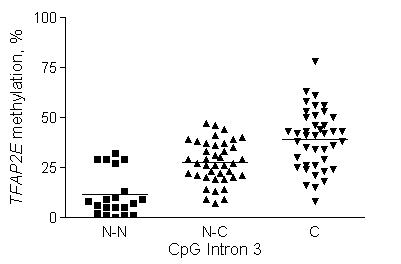 100
TFAP2E methylation, %
75
50
25
0
N-N N-C C
CpG Intron 3